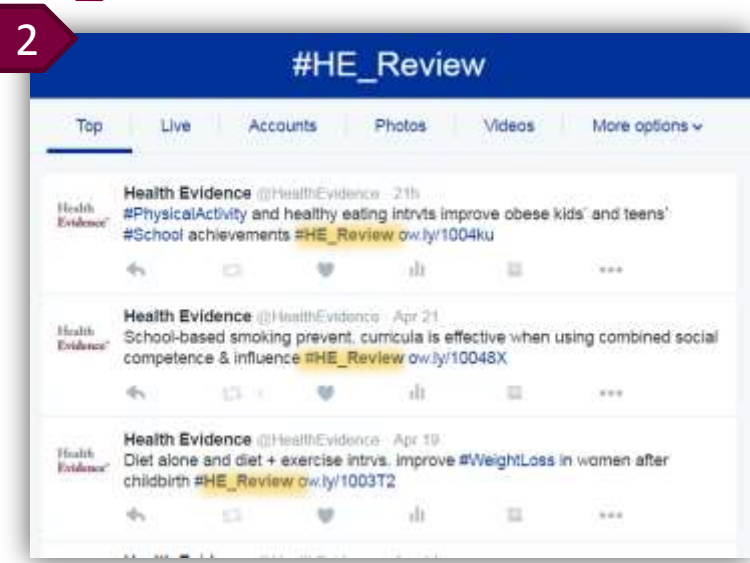 2
#HE_Review
Top Live Accounts Photos Videos More options
Health Evidence @HealthEvidence · 21h
Health
Evidence™
#PhysicalActivity and healthy eating intrvts improve obese kids' and teens'
#School achievements #HE_Review ow.ly/1004ku
Health Evidence @HealthEvidence · Apr 21
Health
Evidence™
School-based smoking prevent. curricula is effective when using combined social
competence & influence #HE_Review ow.ly/10048X
Health Evidence @HealthEvidence · Apr 19
Health
Evidence™
Diet alone and diet + exercise intrvs. improve #WeightLoss in women after
childbirth #HE_Review ow.ly/1003T2